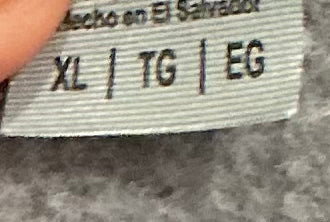 Hecho en El Salvador
XL | TG | EG